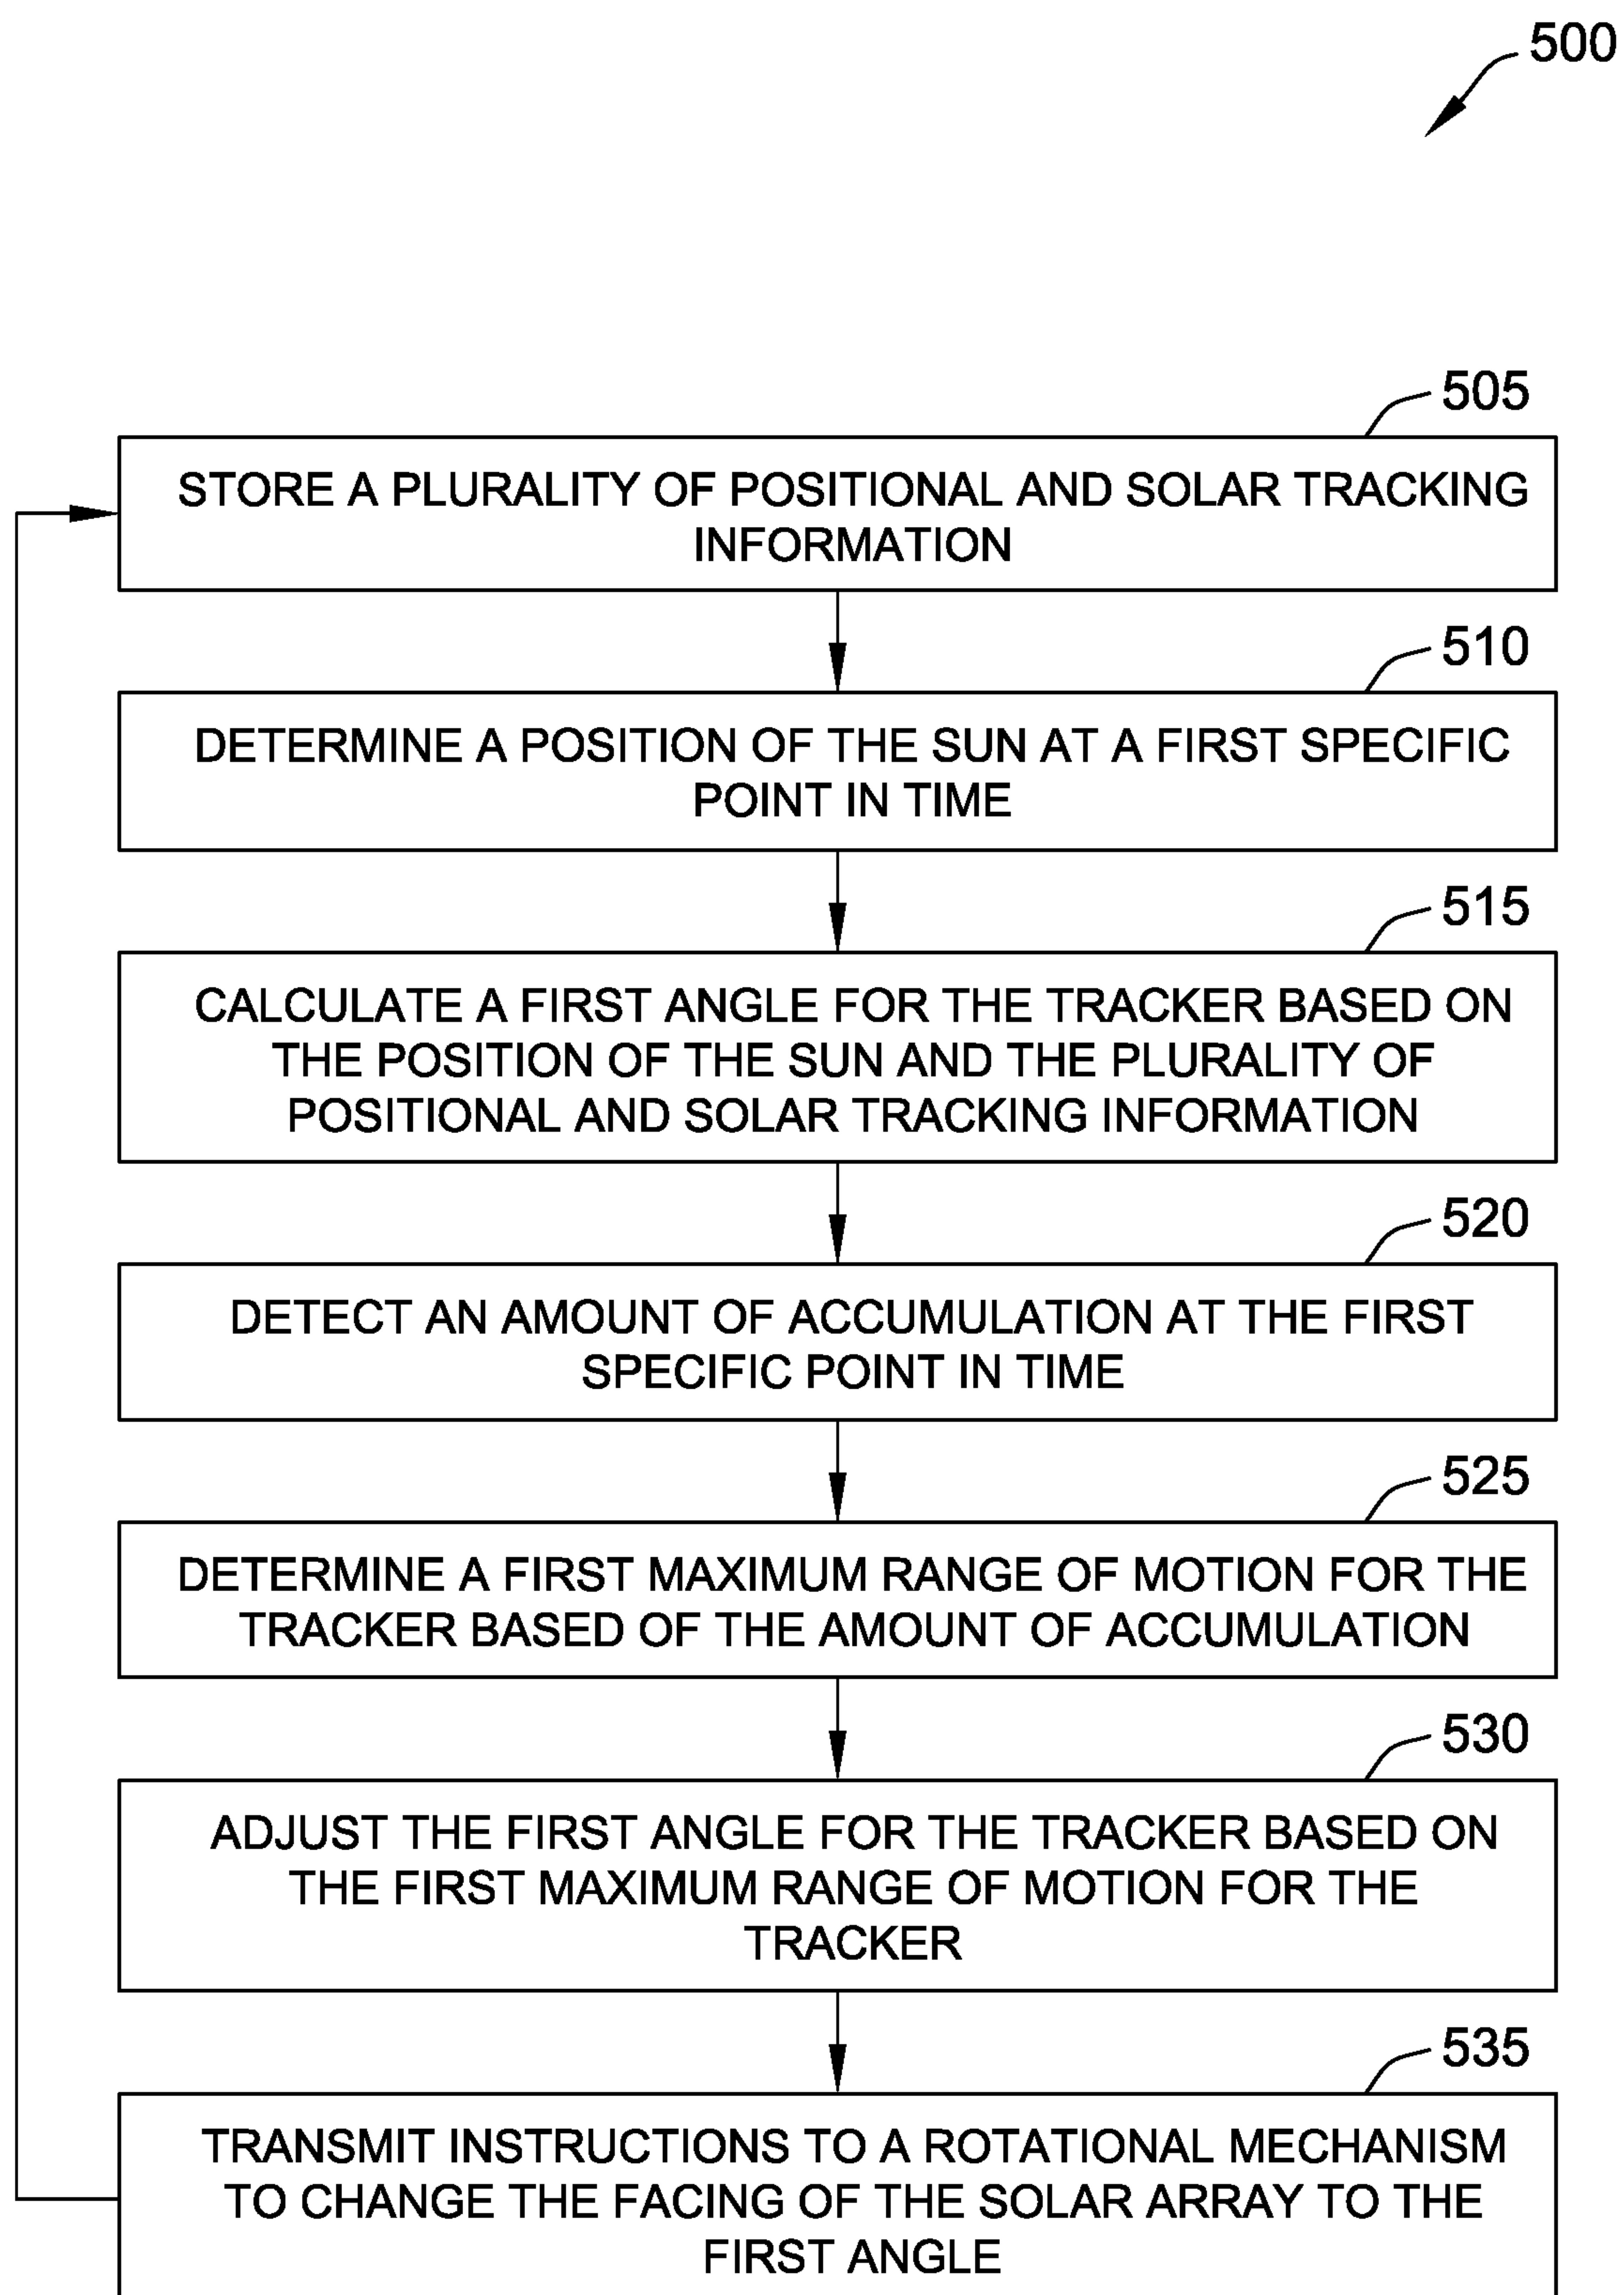 500
505
STORE A PLURALITY OF POSITIONAL AND SOLAR TRACKING
INFORMATION
510
DETERMINE A POSITION OF THE SUN AT A FIRST SPECIFIC
POINT IN TIME
515
CALCULATE A FIRST ANGLE FOR THE TRACKER BASED ON
THE POSITION OF THE SUN AND THE PLURALITY OF
POSITIONAL AND SOLAR TRACKING INFORMATION
520
DETECT AN AMOUNT OF ACCUMULATION AT THE FIRST
SPECIFIC POINT IN TIME
525
DETERMINE A FIRST MAXIMUM RANGE OF MOTION FOR THE
TRACKER BASED OF THE AMOUNT OF ACCUMULATION
530
ADJUST THE FIRST ANGLE FOR THE TRACKER BASED ON
THE FIRST MAXIMUM RANGE OF MOTION FOR THE
TRACKER
535
TRANSMIT INSTRUCTIONS TO A ROTATIONAL MECHANISM
TO CHANGE THE FACING OF THE SOLAR ARRAY TO THE
FIRST ANGLE